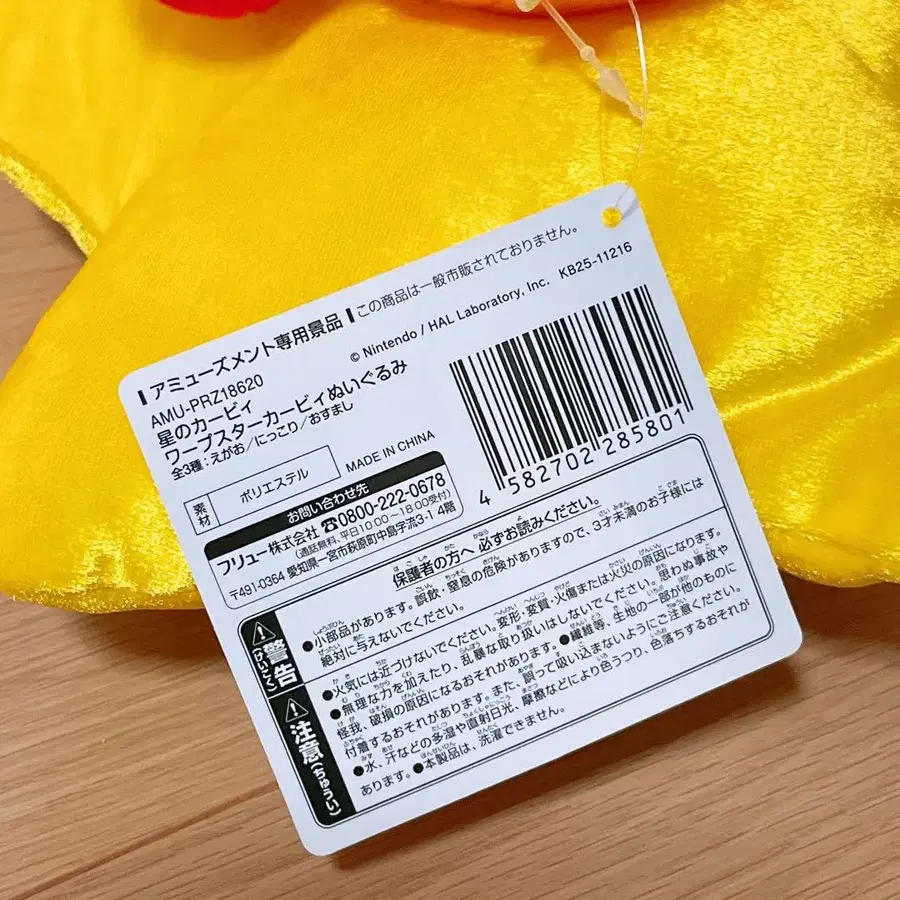 アミューズメント専用景品 この商品は一般市販されておりません。
AMU-PRZ18620
© Nintendo / HAL Laboratory, Inc. KB25-11216
星のカービィ
ワープスターカービィぬいぐるみ
全3種：えがお／にっこり／おすまし
素材 ポリエステル
MADE IN CHINA
4 582702 285801
お問い合わせ先
フリュー株式会社 ☎0800-222-0678
(通話無料、平日10:00〜18:00受付)
〒491-0364 愛知県一宮市萩原町中島字流3-1 4階
保護者の方へ 必ずお読みください。
警告(けいこく)
●小部品があります。誤飲・窒息の危険がありますので、3才未満のお子様には
絶対に与えないでください。
注意(ちゅうい)
●火気には近づけないでください。変形・変質・火傷または火災の原因になります。
●無理な力を加えたり、乱暴な取り扱いはしないでください。思わぬ事故や
怪我、破損の原因になるおそれがあります。●繊維等、生地の一部が他のものに
付着するおそれがあります。また、誤って吸い込まないようにご注意ください。
●水、汗などの多湿や直射日光、摩擦などにより色うつり、色落ちするおそれが
あります。●本製品は、洗濯できません。